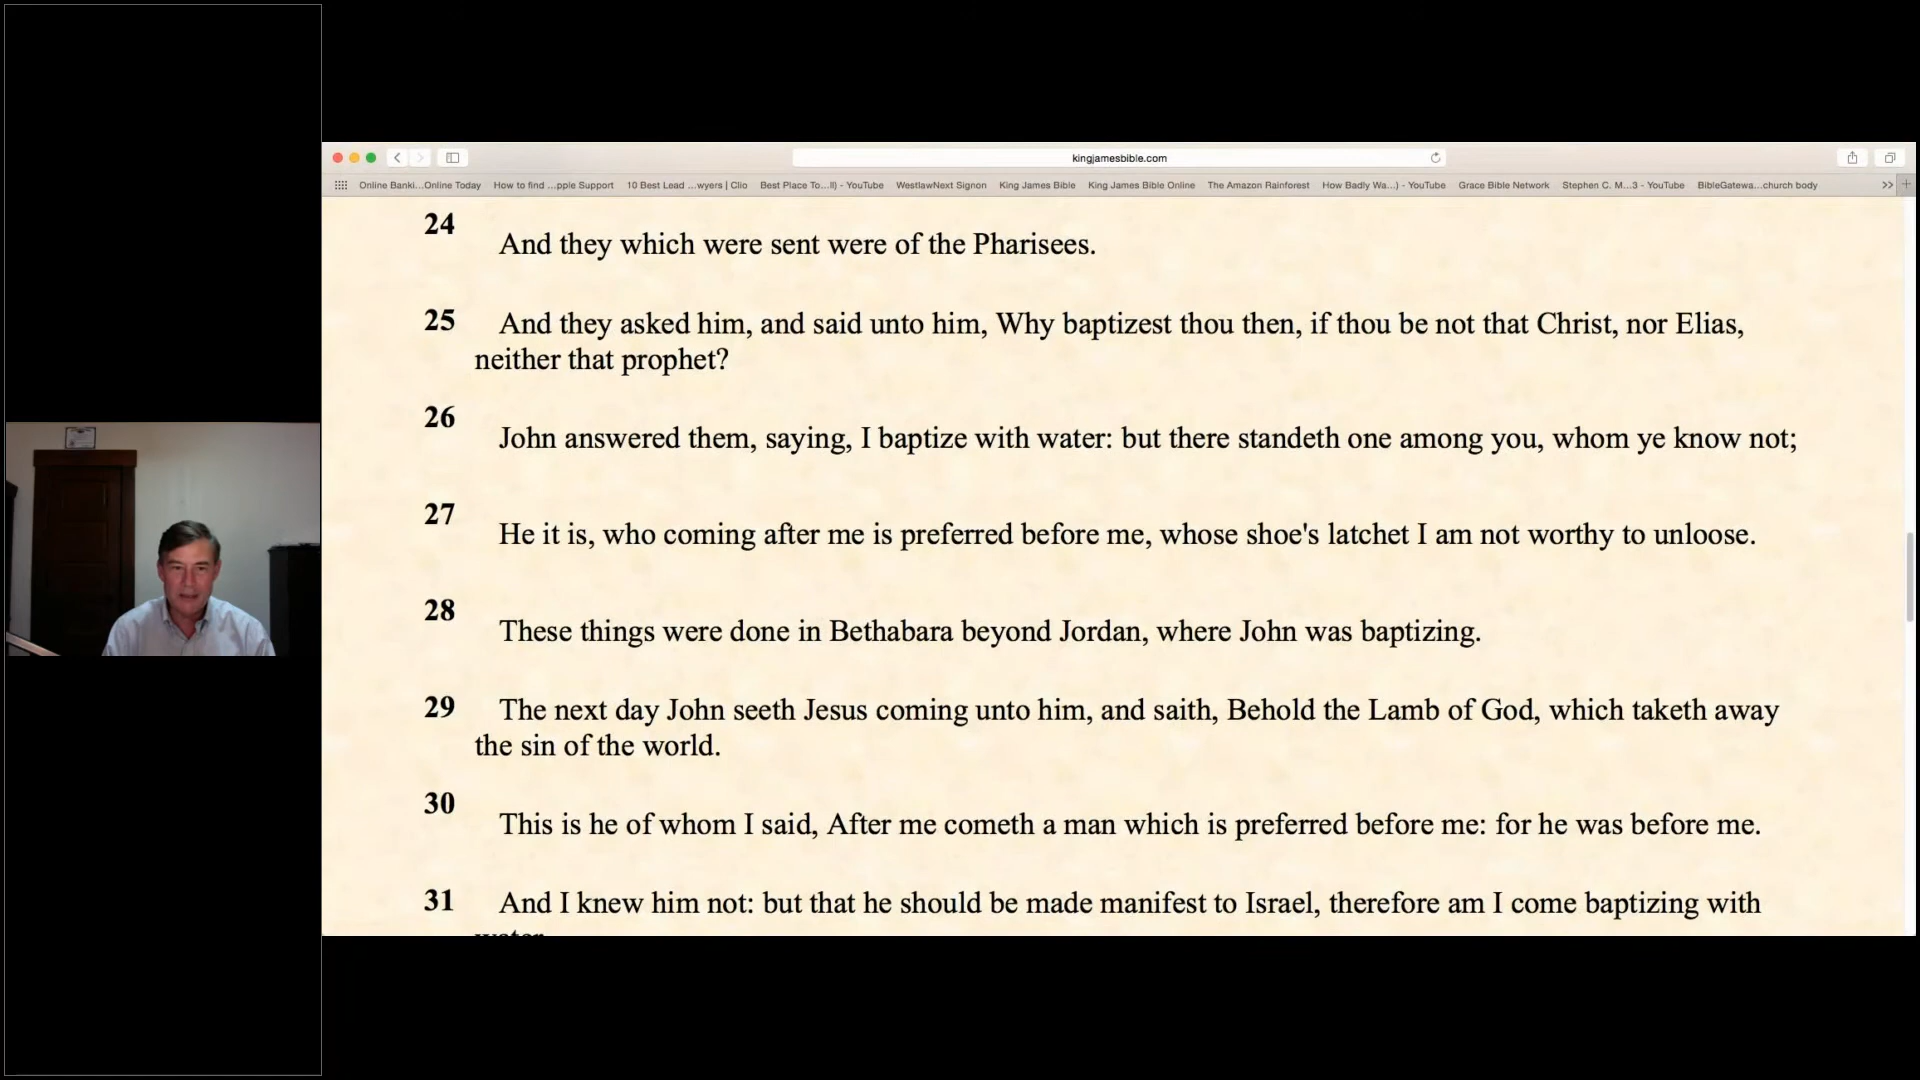 kingjamesbible.com
Online Banki...Online Today How to find ...pple Support 10 Best Lead ...wyers | Clio Best Place To...ll) - YouTube WestlawNext Signon King James Bible King James Bible Online The Amazon Rainforest How Badly Wa...) - YouTube Grace Bible Network Stephen C. M...3 - YouTube BibleGatewa...church body
24 And they which were sent were of the Pharisees.
25 And they asked him, and said unto him, Why baptizest thou then, if thou be not that Christ, nor Elias,
neither that prophet?
26 John answered them, saying, I baptize with water: but there standeth one among you, whom ye know not;
27 He it is, who coming after me is preferred before me, whose shoe's latchet I am not worthy to unloose.
28 These things were done in Bethabara beyond Jordan, where John was baptizing.
29 The next day John seeth Jesus coming unto him, and saith, Behold the Lamb of God, which taketh away
the sin of the world.
30 This is he of whom I said, After me cometh a man which is preferred before me: for he was before me.
31 And I knew him not: but that he should be made manifest to Israel, therefore am I come baptizing with
water.